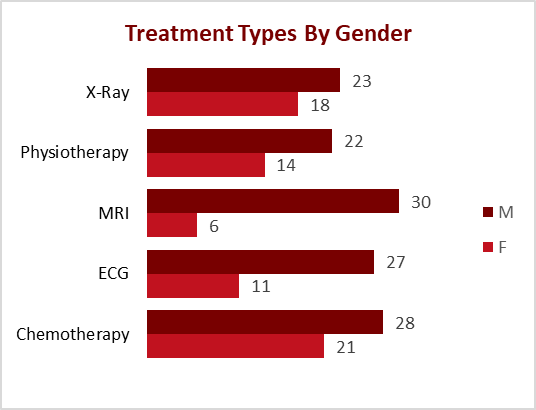 Treatment Types By Gender
X-Ray
23
18
Physiotherapy
22
14
MRI
30
6
ECG
27
11
Chemotherapy
28
21
M
F